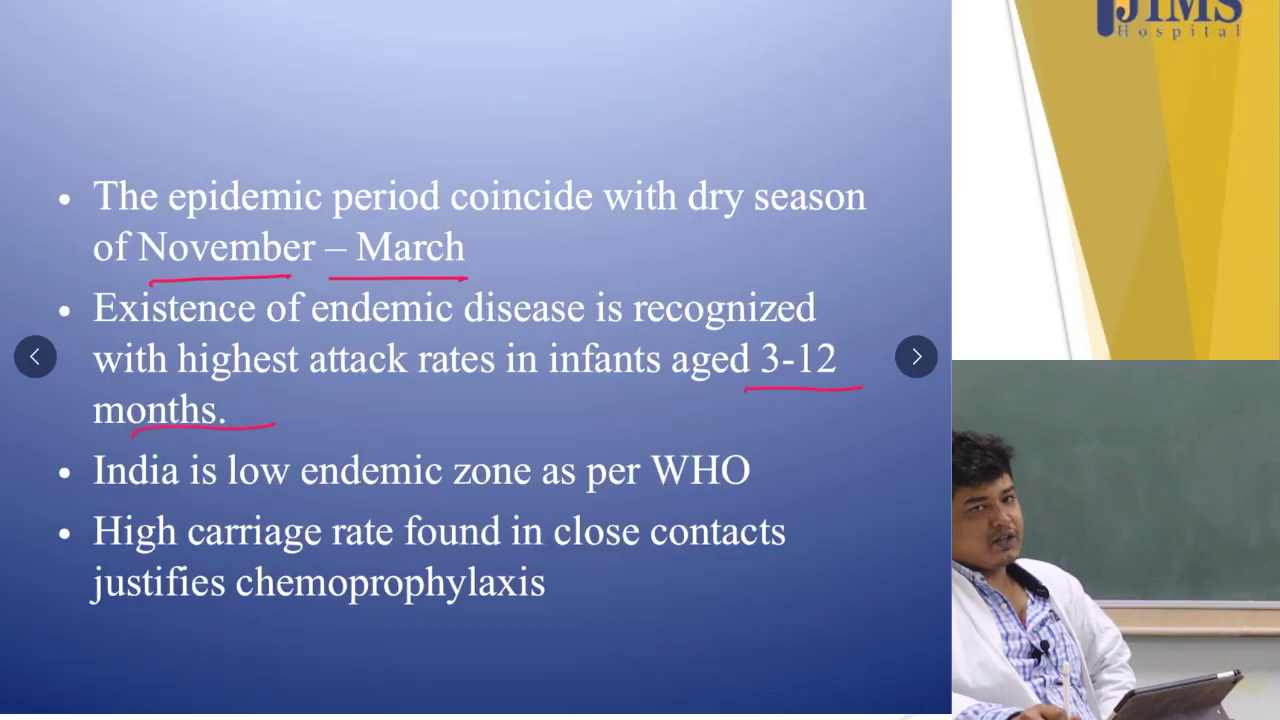 JIMS
Hospital
• The epidemic period coincide with dry season
of November – March
• Existence of endemic disease is recognized
with highest attack rates in infants aged 3-12
months.
• India is low endemic zone as per WHO
• High carriage rate found in close contacts
justifies chemoprophylaxis